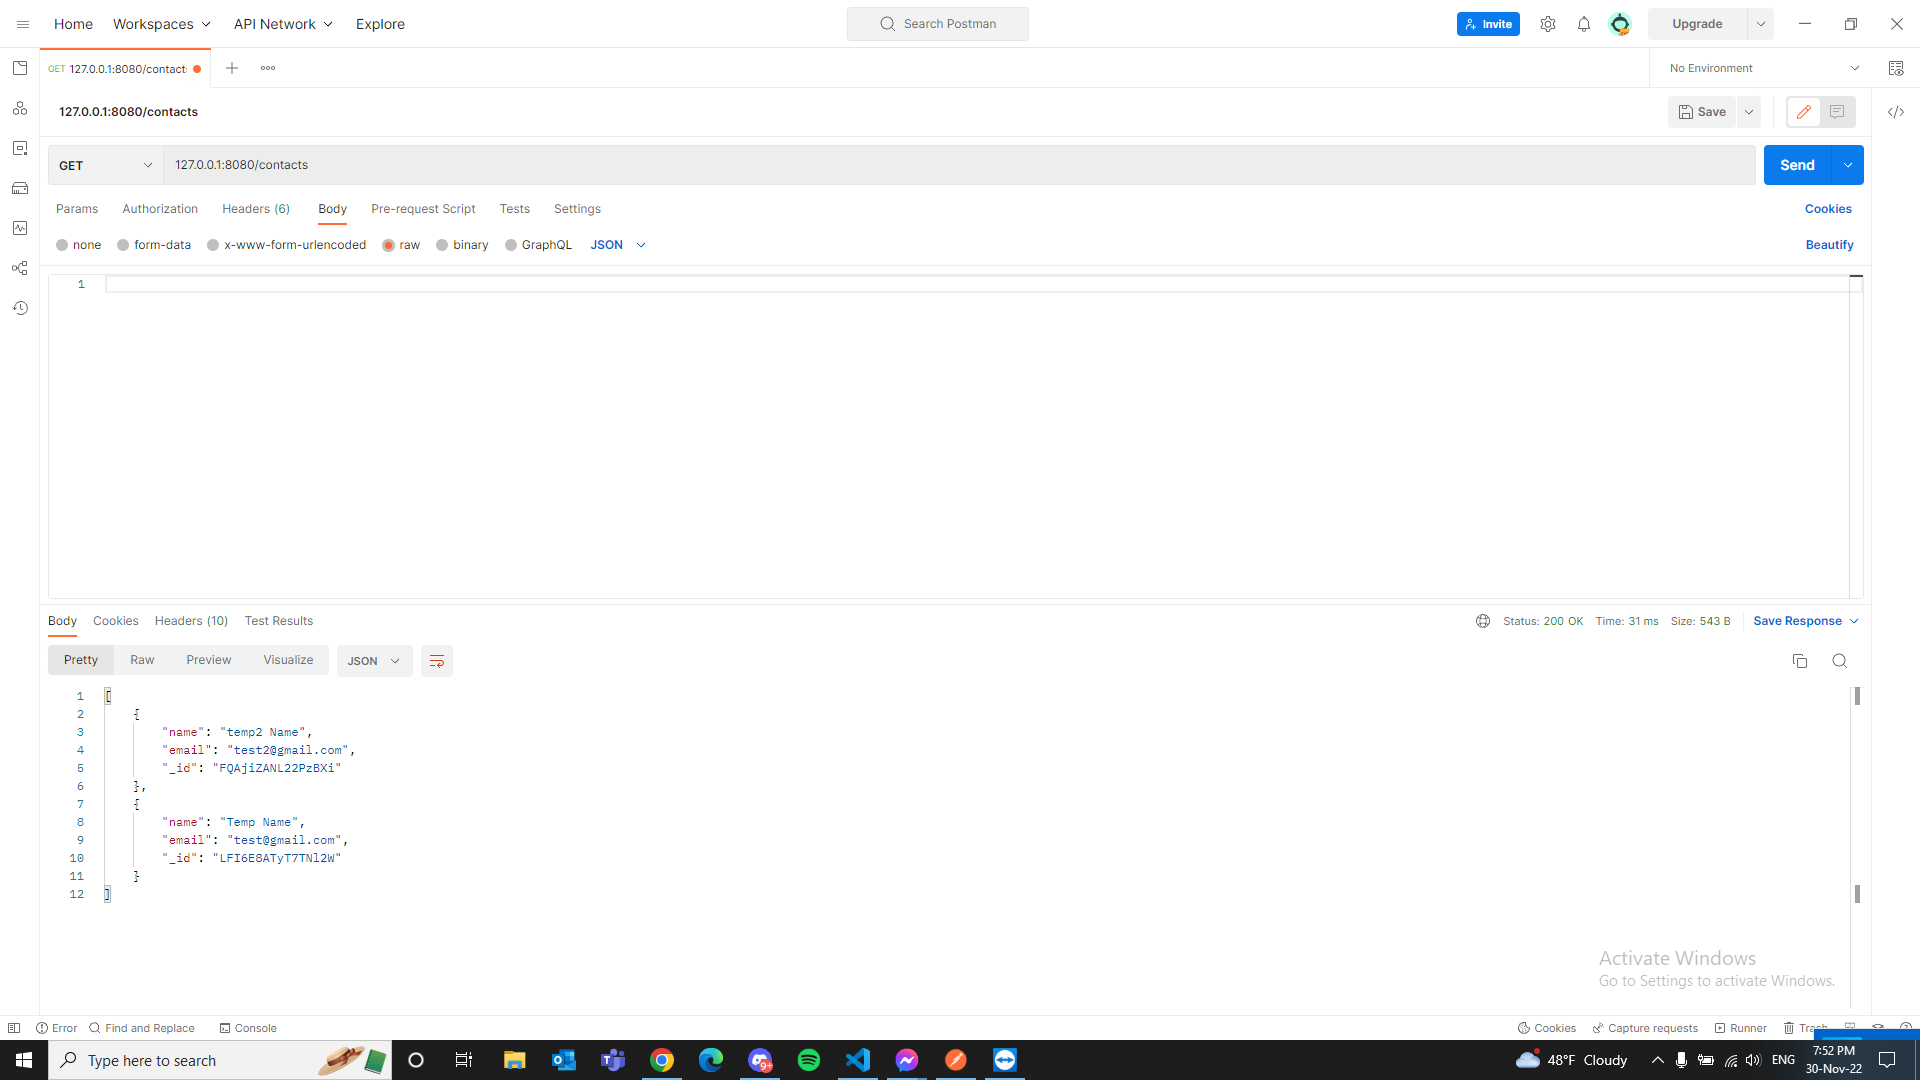 Home Workspaces API Network Explore Search Postman Invite Upgrade
GET 127.0.0.1:8080/contact No Environment
127.0.0.1:8080/contacts Save
GET 127.0.0.1:8080/contacts Send
Params Authorization Headers (6) Body Pre-request Script Tests Settings Cookies
none form-data x-www-form-urlencoded raw binary GraphQL JSON Beautify
1
Body Cookies Headers (10) Test Results Status: 200 OK Time: 31 ms Size: 543 B Save Response
Pretty Raw Preview Visualize JSON
1 [
2 {
3 "name": "temp2 Name",
4 "email": "test2@gmail.com",
5 "_id": "FQAjiZANL22PzBXi"
6 },
7 {
8 "name": "Temp Name",
9 "email": "test@gmail.com",
10 "_id": "LFI6E8ATyT7TNl2W"
11 }
12 ]
Activate Windows
Go to Settings to activate Windows.
Error Find and Replace Console Cookies Capture requests Runner Trash
Type here to search 9+ 48°F Cloudy ENG 7:52 PM
30-Nov-22